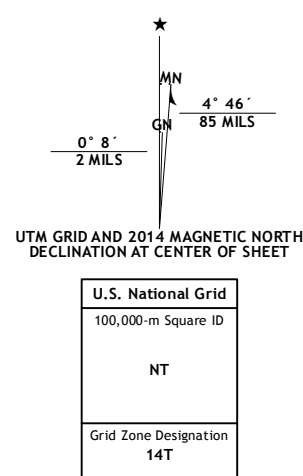 ★
MN
4° 46´
85 MILS
GN
0° 8´
2 MILS
UTM GRID AND 2014 MAGNETIC NORTH
DECLINATION AT CENTER OF SHEET
U.S. National Grid
100,000-m Square ID
NT
Grid Zone Designation
14T